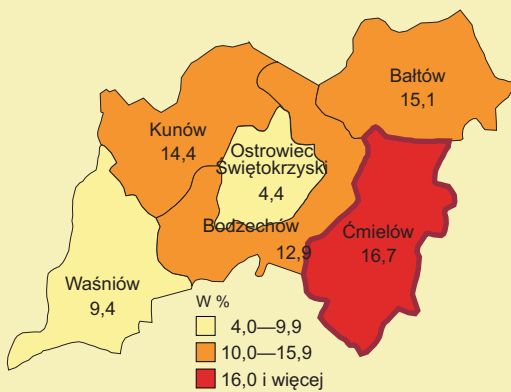 Bałtów
15,1
Kunów
14,4
Ostrowiec
Świętokrzyski
4,4
Bodzechów
12,9
Ćmielów
16,7
Waśniów
9,4
W %
4,0—9,9
10,0—15,9
16,0 i więcej